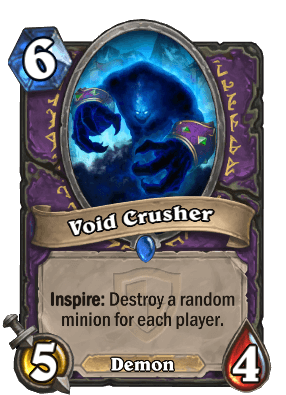 6
Void Crusher
Inspire: Destroy a random
minion for each player.
5
Demon
4